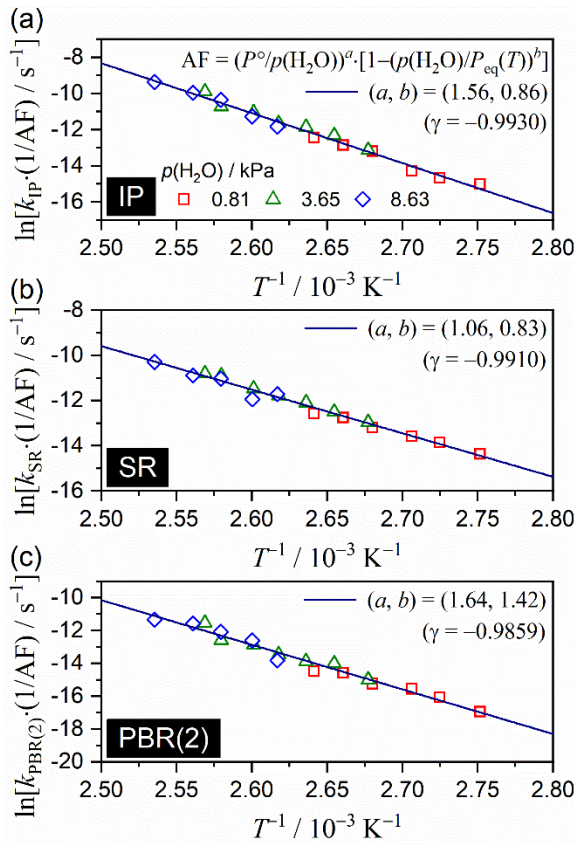 (a)
AF = (P°/p(H₂O))ᵃ·[1−(p(H₂O)/Pₑq(T))ᵇ]
(a, b) = (1.56, 0.86)
(γ = −0.9930)
p(H₂O) / kPa
0.81 3.65 8.63
IP
ln[k_IP·(1/AF) / s⁻¹]
-8
-10
-12
-14
-16
2.50 2.55 2.60 2.65 2.70 2.75 2.80
T⁻¹ / 10⁻³ K⁻¹
(b)
(a, b) = (1.06, 0.83)
(γ = −0.9910)
SR
ln[k_SR·(1/AF) / s⁻¹]
-8
-10
-12
-14
-16
2.50 2.55 2.60 2.65 2.70 2.75 2.80
T⁻¹ / 10⁻³ K⁻¹
(c)
(a, b) = (1.64, 1.42)
(γ = −0.9859)
PBR(2)
ln[k_PBR(2)·(1/AF) / s⁻¹]
-10
-12
-14
-16
-18
-20
2.50 2.55 2.60 2.65 2.70 2.75 2.80
T⁻¹ / 10⁻³ K⁻¹